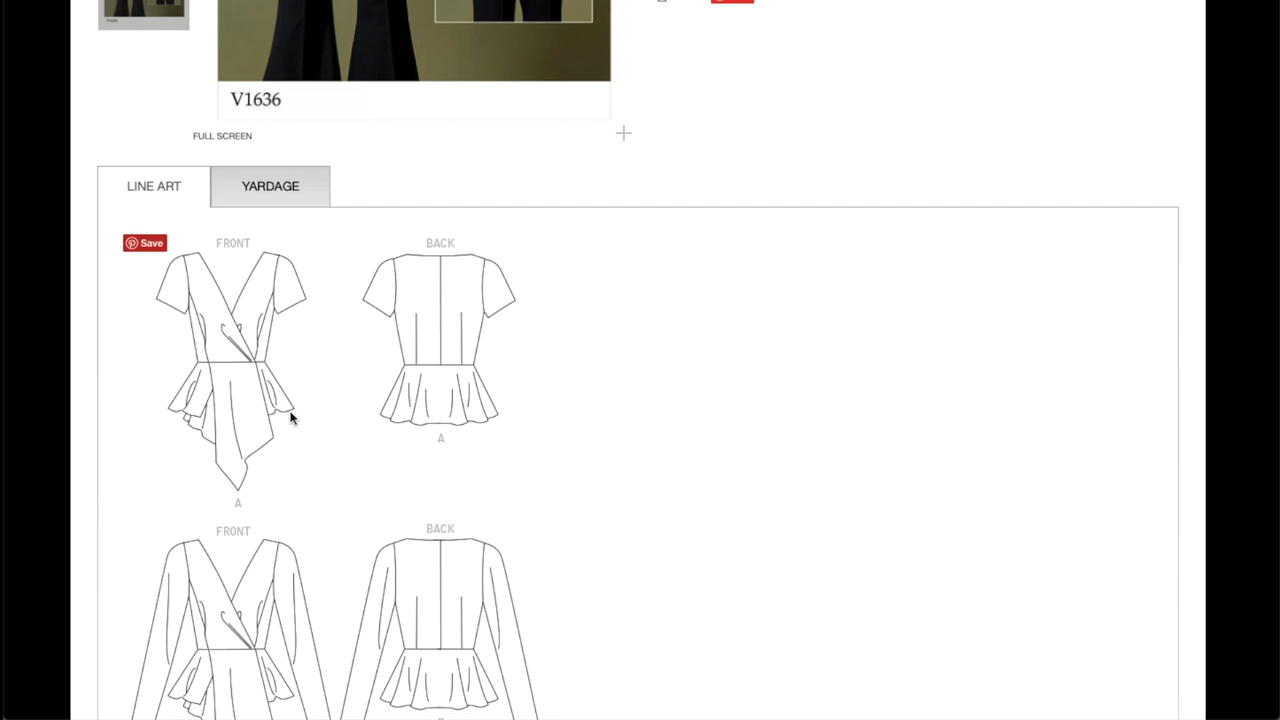 V1636
FULL SCREEN
LINE ART
YARDAGE
Save
FRONT
BACK
A
A
FRONT
BACK